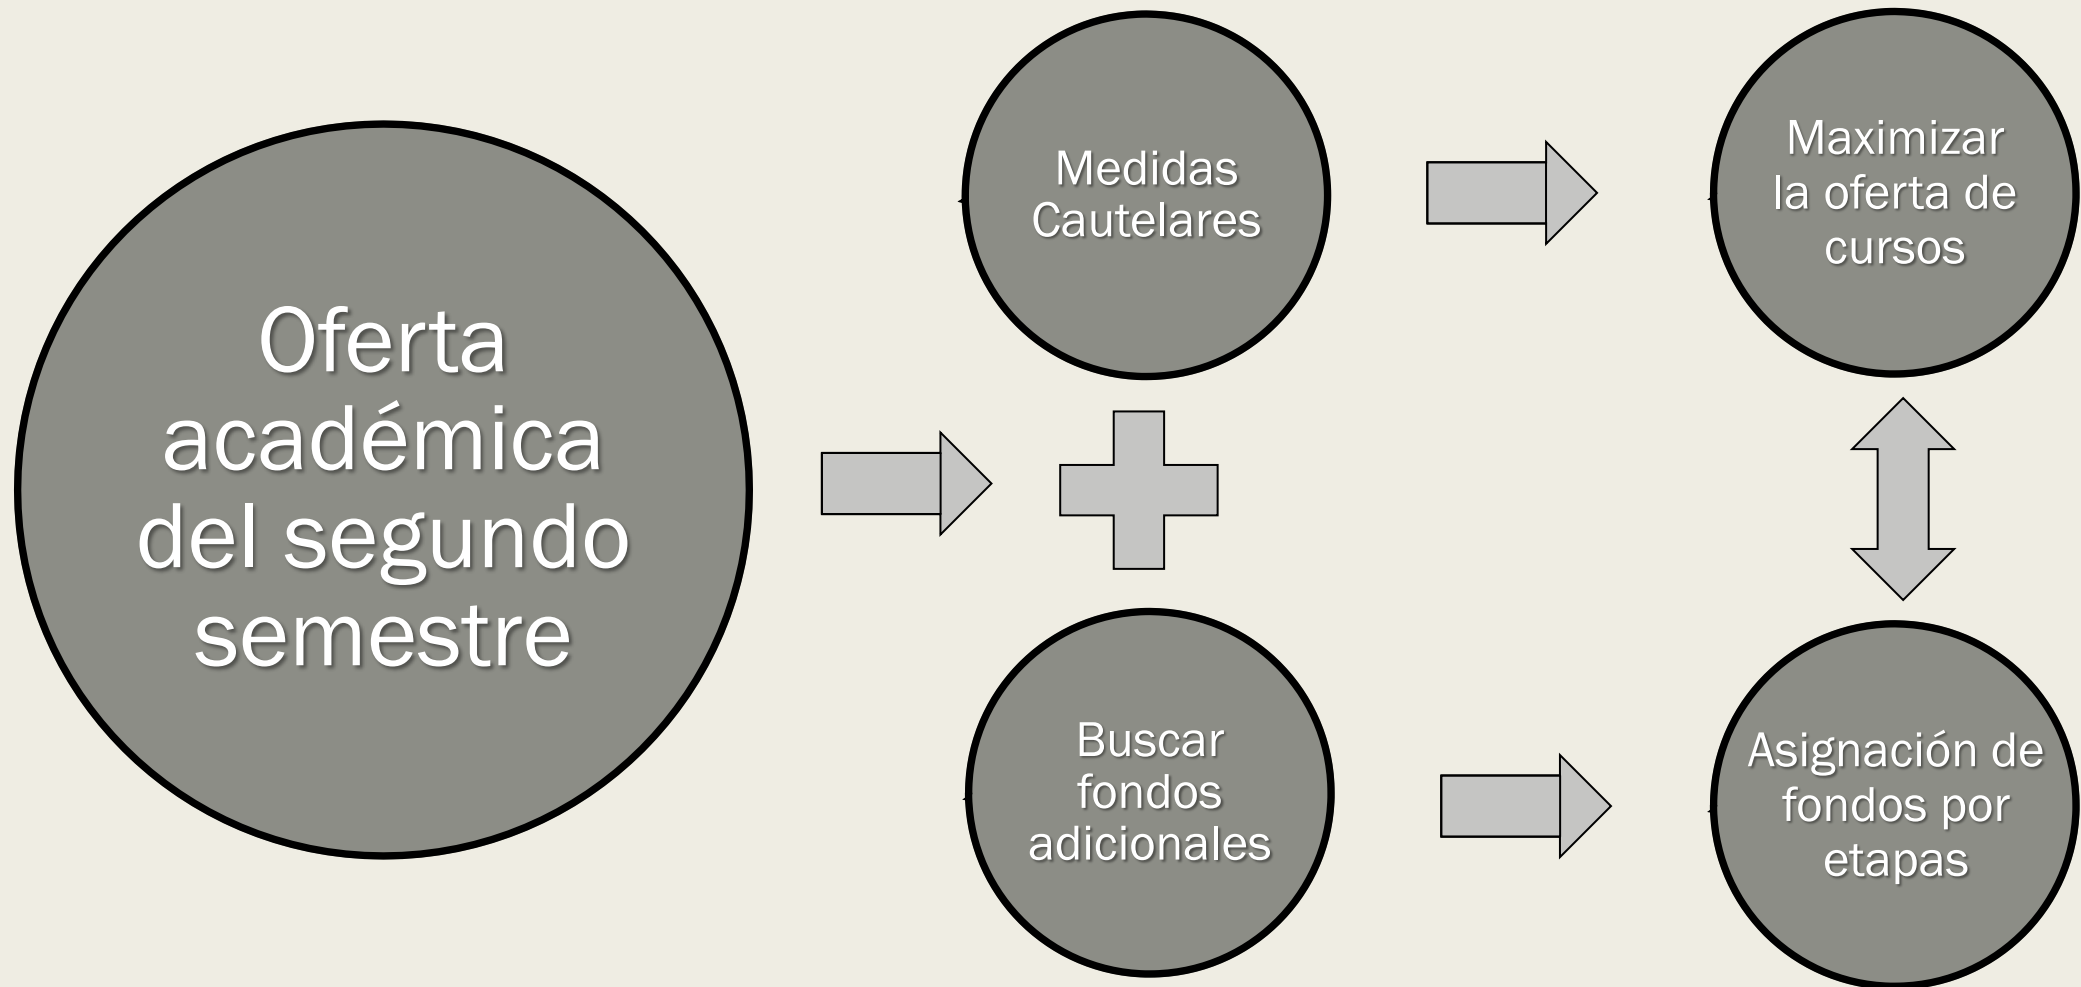 Oferta
académica
del segundo
semestre
Medidas
Cautelares
Maximizar
la oferta de
cursos
Buscar
fondos
adicionales
Asignación de
fondos por
etapas